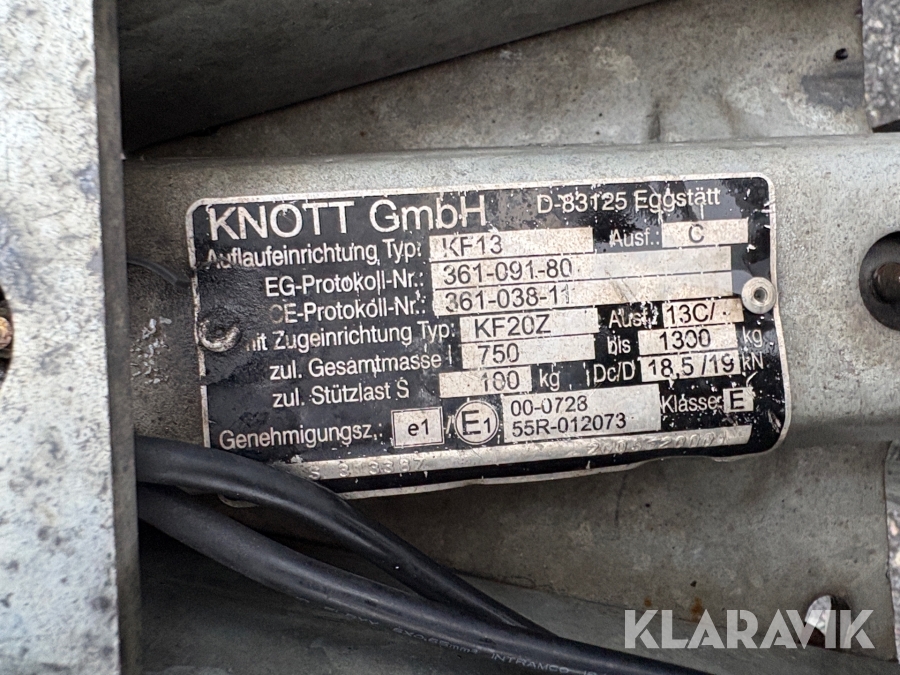 KNOTT GmbH D-83125 Eggstätt
Auflaufeinrichtung Typ: KF13 Ausf.: C
EG-Protokoll-Nr.: 361-091-80
CE-Protokoll-Nr.: 361-038-11
mit Zugeinrichtung Typ: KF20Z Ausf. 13C/
zul. Gesamtmasse 750 bis 1300 kg
zul. Stützlast S 100 kg Dc/D 18,5/19 kN
Genehmigungsz.: e1 / E1 00-0728 Klasse: E
55R-012073
KLARAVIK